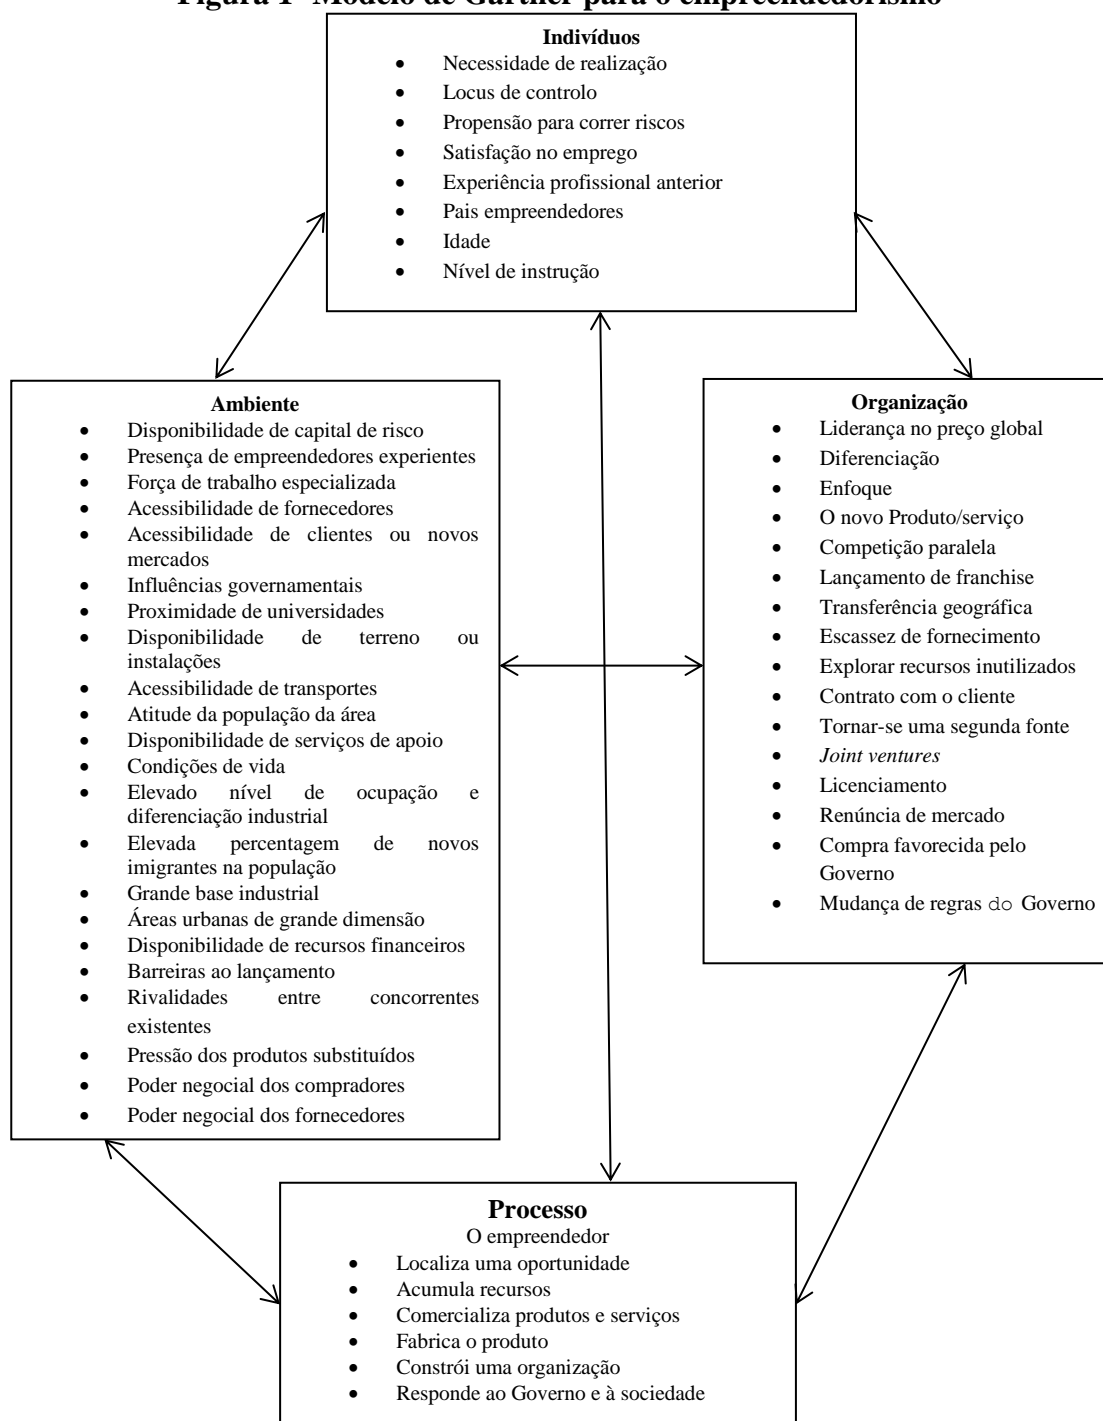 Figura 1- Modelo de Gartner para o empreendedorismo
Indivíduos
• Necessidade de realização
• Locus de controlo
• Propensão para correr riscos
• Satisfação no emprego
• Experiência profissional anterior
• Pais empreendedores
• Idade
• Nível de instrução
Ambiente
• Disponibilidade de capital de risco
• Presença de empreendedores experientes
• Força de trabalho especializada
• Acessibilidade de fornecedores
• Acessibilidade de clientes ou novos
mercados
• Influências governamentais
• Proximidade de universidades
• Disponibilidade de terreno ou
instalações
• Acessibilidade de transportes
• Atitude da população da área
• Disponibilidade de serviços de apoio
• Condições de vida
• Elevado nível de ocupação e
diferenciação industrial
• Elevada percentagem de novos
imigrantes na população
• Grande base industrial
• Áreas urbanas de grande dimensão
• Disponibilidade de recursos financeiros
• Barreiras ao lançamento
• Rivalidades entre concorrentes
existentes
• Pressão dos produtos substituídos
• Poder negocial dos compradores
• Poder negocial dos fornecedores
Organização
• Liderança no preço global
• Diferenciação
• Enfoque
• O novo Produto/serviço
• Competição paralela
• Lançamento de franchise
• Transferência geográfica
• Escassez de fornecimento
• Explorar recursos inutilizados
• Contrato com o cliente
• Tornar-se uma segunda fonte
• Joint ventures
• Licenciamento
• Renúncia de mercado
• Compra favorecida pelo
Governo
• Mudança de regras do Governo
Processo
O empreendedor
• Localiza uma oportunidade
• Acumula recursos
• Comercializa produtos e serviços
• Fabrica o produto
• Constrói uma organização
• Responde ao Governo e à sociedade